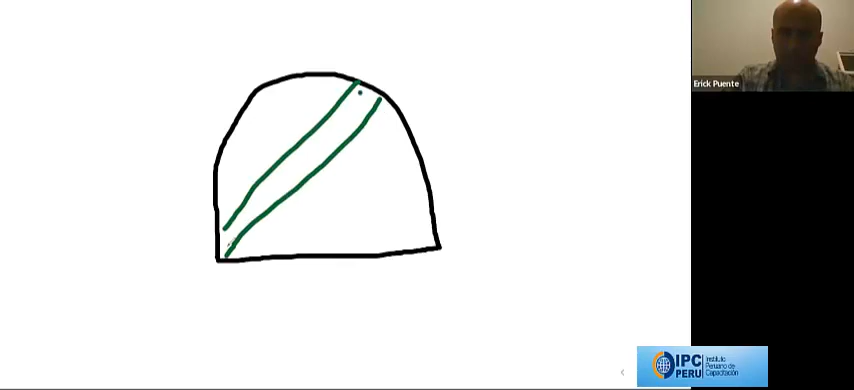 Erick Puente
IPC
PERU
Instituto
Peruano de
Capacitación